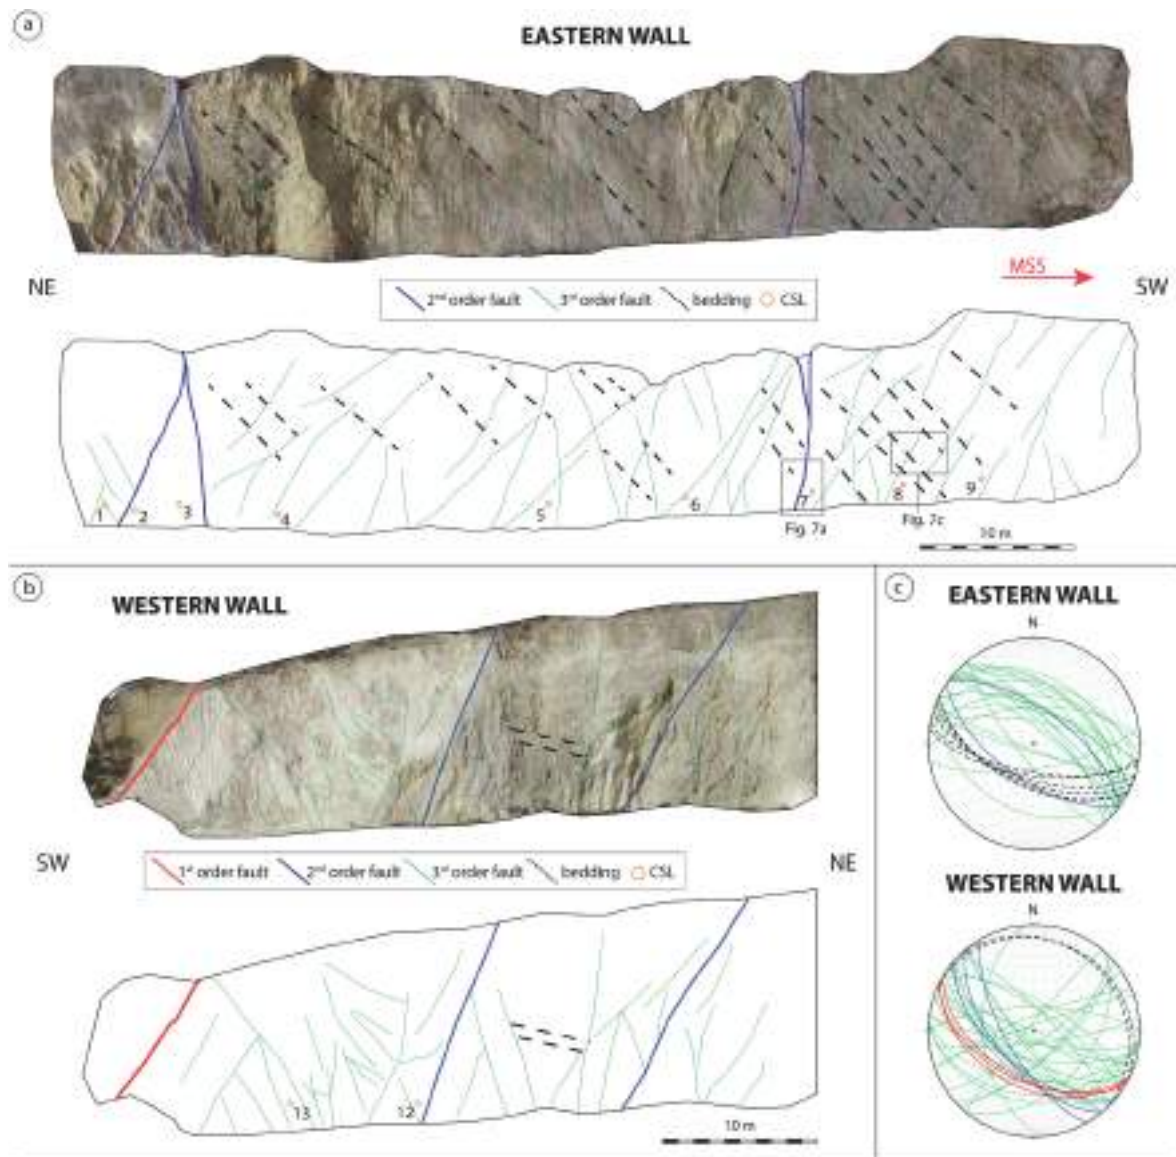 a
EASTERN WALL
NE
MS5
SW
2nd order fault
3rd order fault
bedding
CSL
1
2
3
4
5
6
7
8
9
Fig. 7a
Fig. 7c
10 m
b
WESTERN WALL
SW
NE
1st order fault
2nd order fault
3rd order fault
bedding
CSL
13
12
10 m
c
EASTERN WALL
N
WESTERN WALL
N